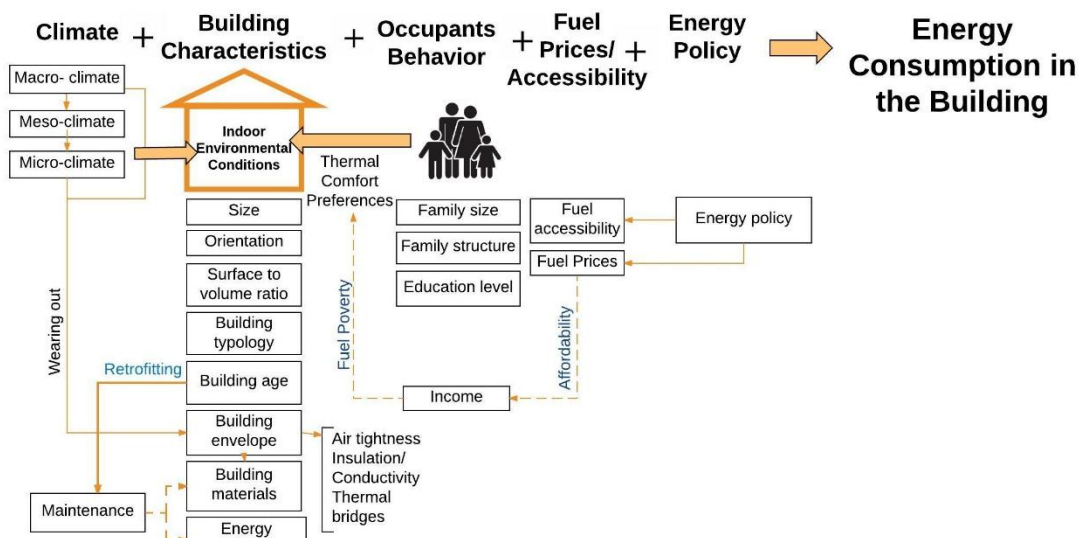 Climate
+
Building
Characteristics
+
Occupants
Behavior
+
Fuel
Prices/
Accessibility
+
Energy
Policy
Energy
Consumption in
the Building
Macro- climate
Meso-climate
Micro-climate
Indoor
Environmental
Conditions
Thermal
Comfort
Preferences
Size
Orientation
Surface to
volume ratio
Building
typology
Building age
Building
envelope
Building
materials
Energy
Family size
Family structure
Education level
Fuel
accessibility
Fuel Prices
Energy policy
Wearing out
Retrofitting
Fuel Poverty
Affordability
Income
Air tightness
Insulation/
Conductivity
Thermal
bridges
Maintenance